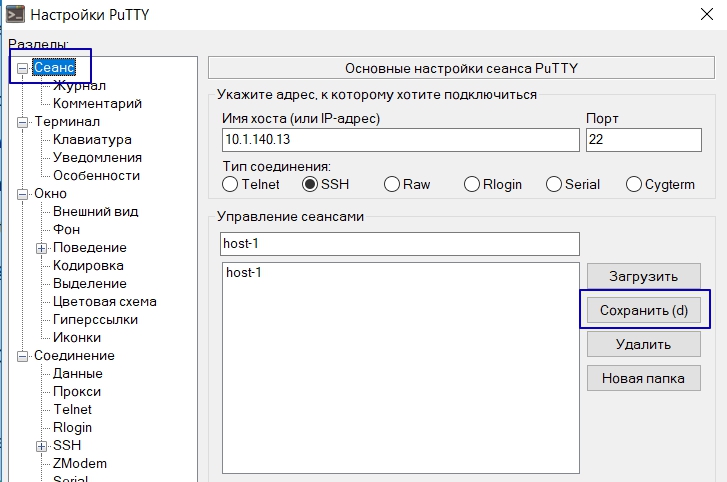 Настройки PuTTY
Разделы:
Сеанс
Журнал
Комментарий
Терминал
Клавиатура
Уведомления
Особенности
Окно
Внешний вид
Фон
Поведение
Кодировка
Выделение
Цветовая схема
Гиперссылки
Иконки
Соединение
Данные
Прокси
Telnet
Rlogin
SSH
ZModem
Serial
Основные настройки сеанса PuTTY
Укажите адрес, к которому хотите подключиться
Имя хоста (или IP-адрес) Порт
10.1.140.13 22
Тип соединения:
Telnet SSH Raw Rlogin Serial Cygterm
Управление сеансами
host-1
host-1
Загрузить
Сохранить (d)
Удалить
Новая папка